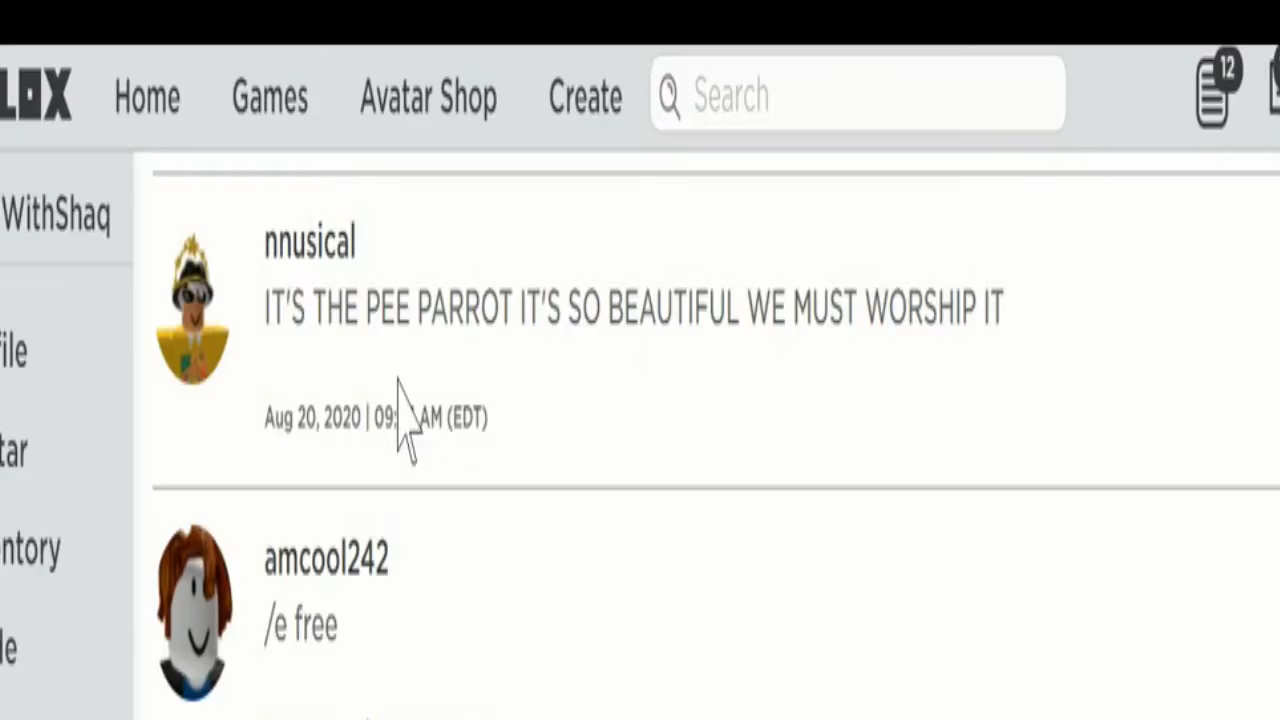 LOX Home Games Avatar Shop Create Search 12
WithShaq
nnusical
IT'S THE PEE PARROT IT'S SO BEAUTIFUL WE MUST WORSHIP IT
file
Aug 20, 2020 | 09: AM (EDT)
tar
ntory
amcool242
/e free
le